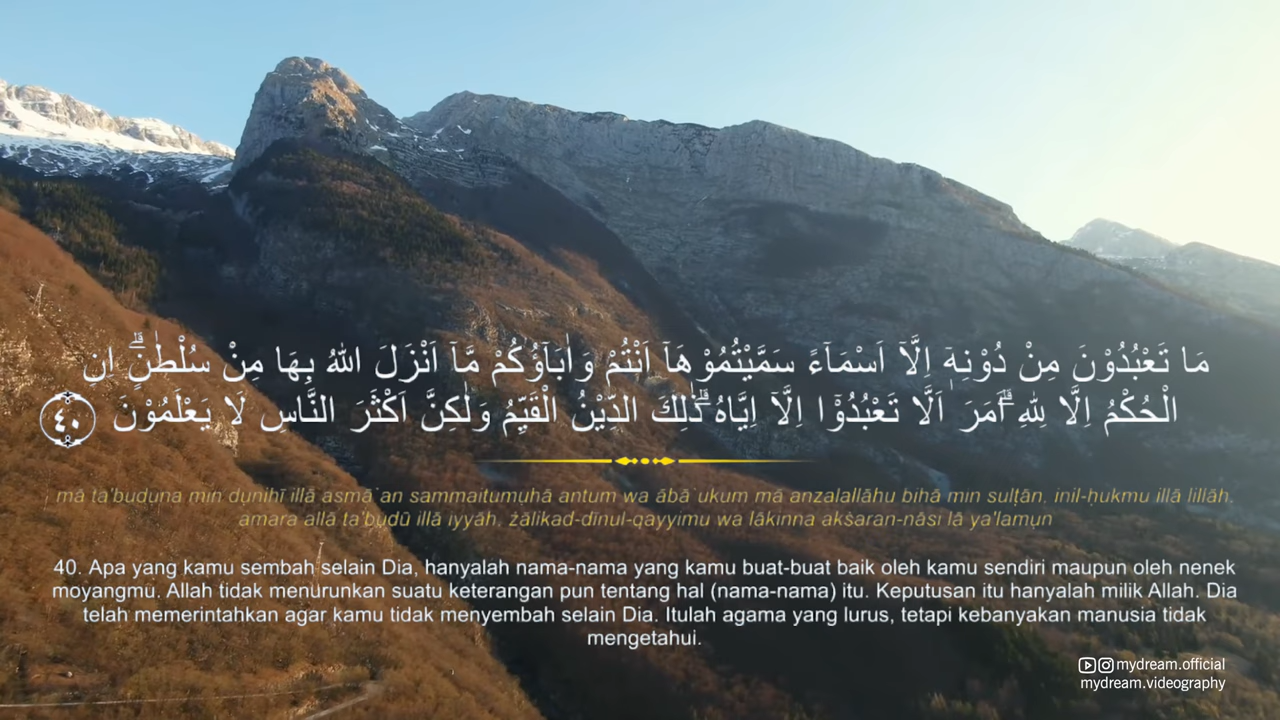 مَا تَعْبُدُوْنَ مِنْ دُوْنِهٖٓ اِلَّآ اَسْمَاۤءً سَمَّيْتُمُوْهَآ اَنْتُمْ وَاٰبَاۤؤُكُمْ مَّآ اَنْزَلَ اللّٰهُ بِهَا مِنْ سُلْطٰنٍۗ اِنِ
الْحُكْمُ اِلَّا لِلّٰهِ ۗاَمَرَ اَلَّا تَعْبُدُوْٓا اِلَّآ اِيَّاهُ ۗذٰلِكَ الدِّيْنُ الْقَيِّمُ وَلٰكِنَّ اَكْثَرَ النَّاسِ لَا يَعْلَمُوْنَ ٤٠
mā ta'budụna min dụnihī illā asmā`an sammaitumụhā antum wa ābā`ukum mā anzalallāhu bihā min sulṭān, inil-ḥukmu illā lillāh,
amara allā ta'budū illā iyyāh, żālikad-dīnul-qayyimu wa lākinna akṡaran-nāsi lā ya'lamụn
40. Apa yang kamu sembah selain Dia, hanyalah nama-nama yang kamu buat-buat baik oleh kamu sendiri maupun oleh nenek
moyangmu. Allah tidak menurunkan suatu keterangan pun tentang hal (nama-nama) itu. Keputusan itu hanyalah milik Allah. Dia
telah memerintahkan agar kamu tidak menyembah selain Dia. Itulah agama yang lurus, tetapi kebanyakan manusia tidak
mengetahui.
mydream.official
mydream.videography